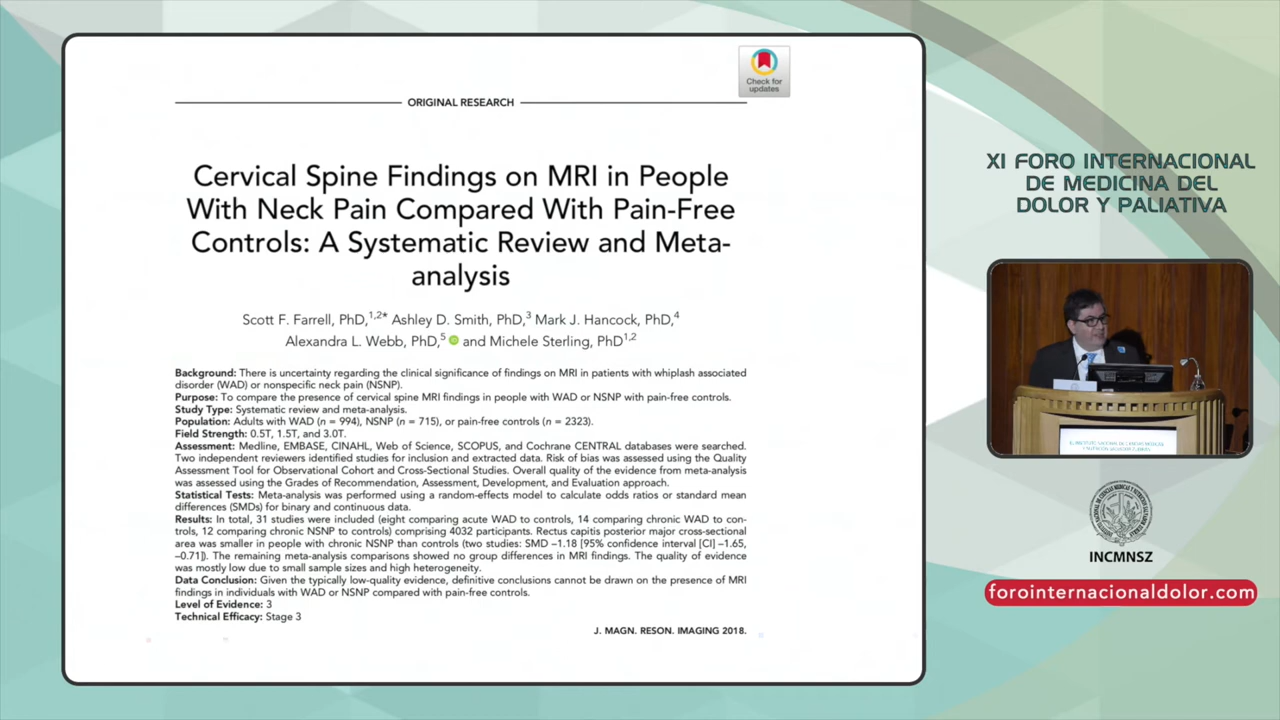 Check for
updates
ORIGINAL RESEARCH
Cervical Spine Findings on MRI in People
With Neck Pain Compared With Pain-Free
Controls: A Systematic Review and Meta-
analysis
Scott F. Farrell, PhD,1,2* Ashley D. Smith, PhD,3 Mark J. Hancock, PhD,4
Alexandra L. Webb, PhD,5 and Michele Sterling, PhD1,2
Background: There is uncertainty regarding the clinical significance of findings on MRI in patients with whiplash associated
disorder (WAD) or nonspecific neck pain (NSNP).
Purpose: To compare the presence of cervical spine MRI findings in people with WAD or NSNP with pain-free controls.
Study Type: Systematic review and meta-analysis.
Population: Adults with WAD (n = 994), NSNP (n = 715), or pain-free controls (n = 2323).
Field Strength: 0.5T, 1.5T, and 3.0T.
Assessment: Medline, EMBASE, CINAHL, Web of Science, SCOPUS, and Cochrane CENTRAL databases were searched.
Two independent reviewers identified studies for inclusion and extracted data. Risk of bias was assessed using the Quality
Assessment Tool for Observational Cohort and Cross-Sectional Studies. Overall quality of the evidence from meta-analysis
was assessed using the Grades of Recommendation, Assessment, Development, and Evaluation approach.
Statistical Tests: Meta-analysis was performed using a random-effects model to calculate odds ratios or standard mean
differences (SMDs) for binary and continuous data.
Results: In total, 31 studies were included (eight comparing acute WAD to controls, 14 comparing chronic WAD to con-
trols, 12 comparing chronic NSNP to controls) comprising 4032 participants. Rectus capitis posterior major cross-sectional
area was smaller in people with chronic NSNP than controls (two studies: SMD –1.18 [95% confidence interval [CI] –1.65,
–0.71]). The remaining meta-analysis comparisons showed no group differences in MRI findings. The quality of evidence
was mostly low due to small sample sizes and high heterogeneity.
Data Conclusion: Given the typically low-quality evidence, definitive conclusions cannot be drawn on the presence of MRI
findings in individuals with WAD or NSNP compared with pain-free controls.
Level of Evidence: 3
Technical Efficacy: Stage 3
J. MAGN. RESON. IMAGING 2018.
XI FORO INTERNACIONAL
DE MEDICINA DEL
DOLOR Y PALIATIVA
INCMNSZ
forointernacionaldolor.com